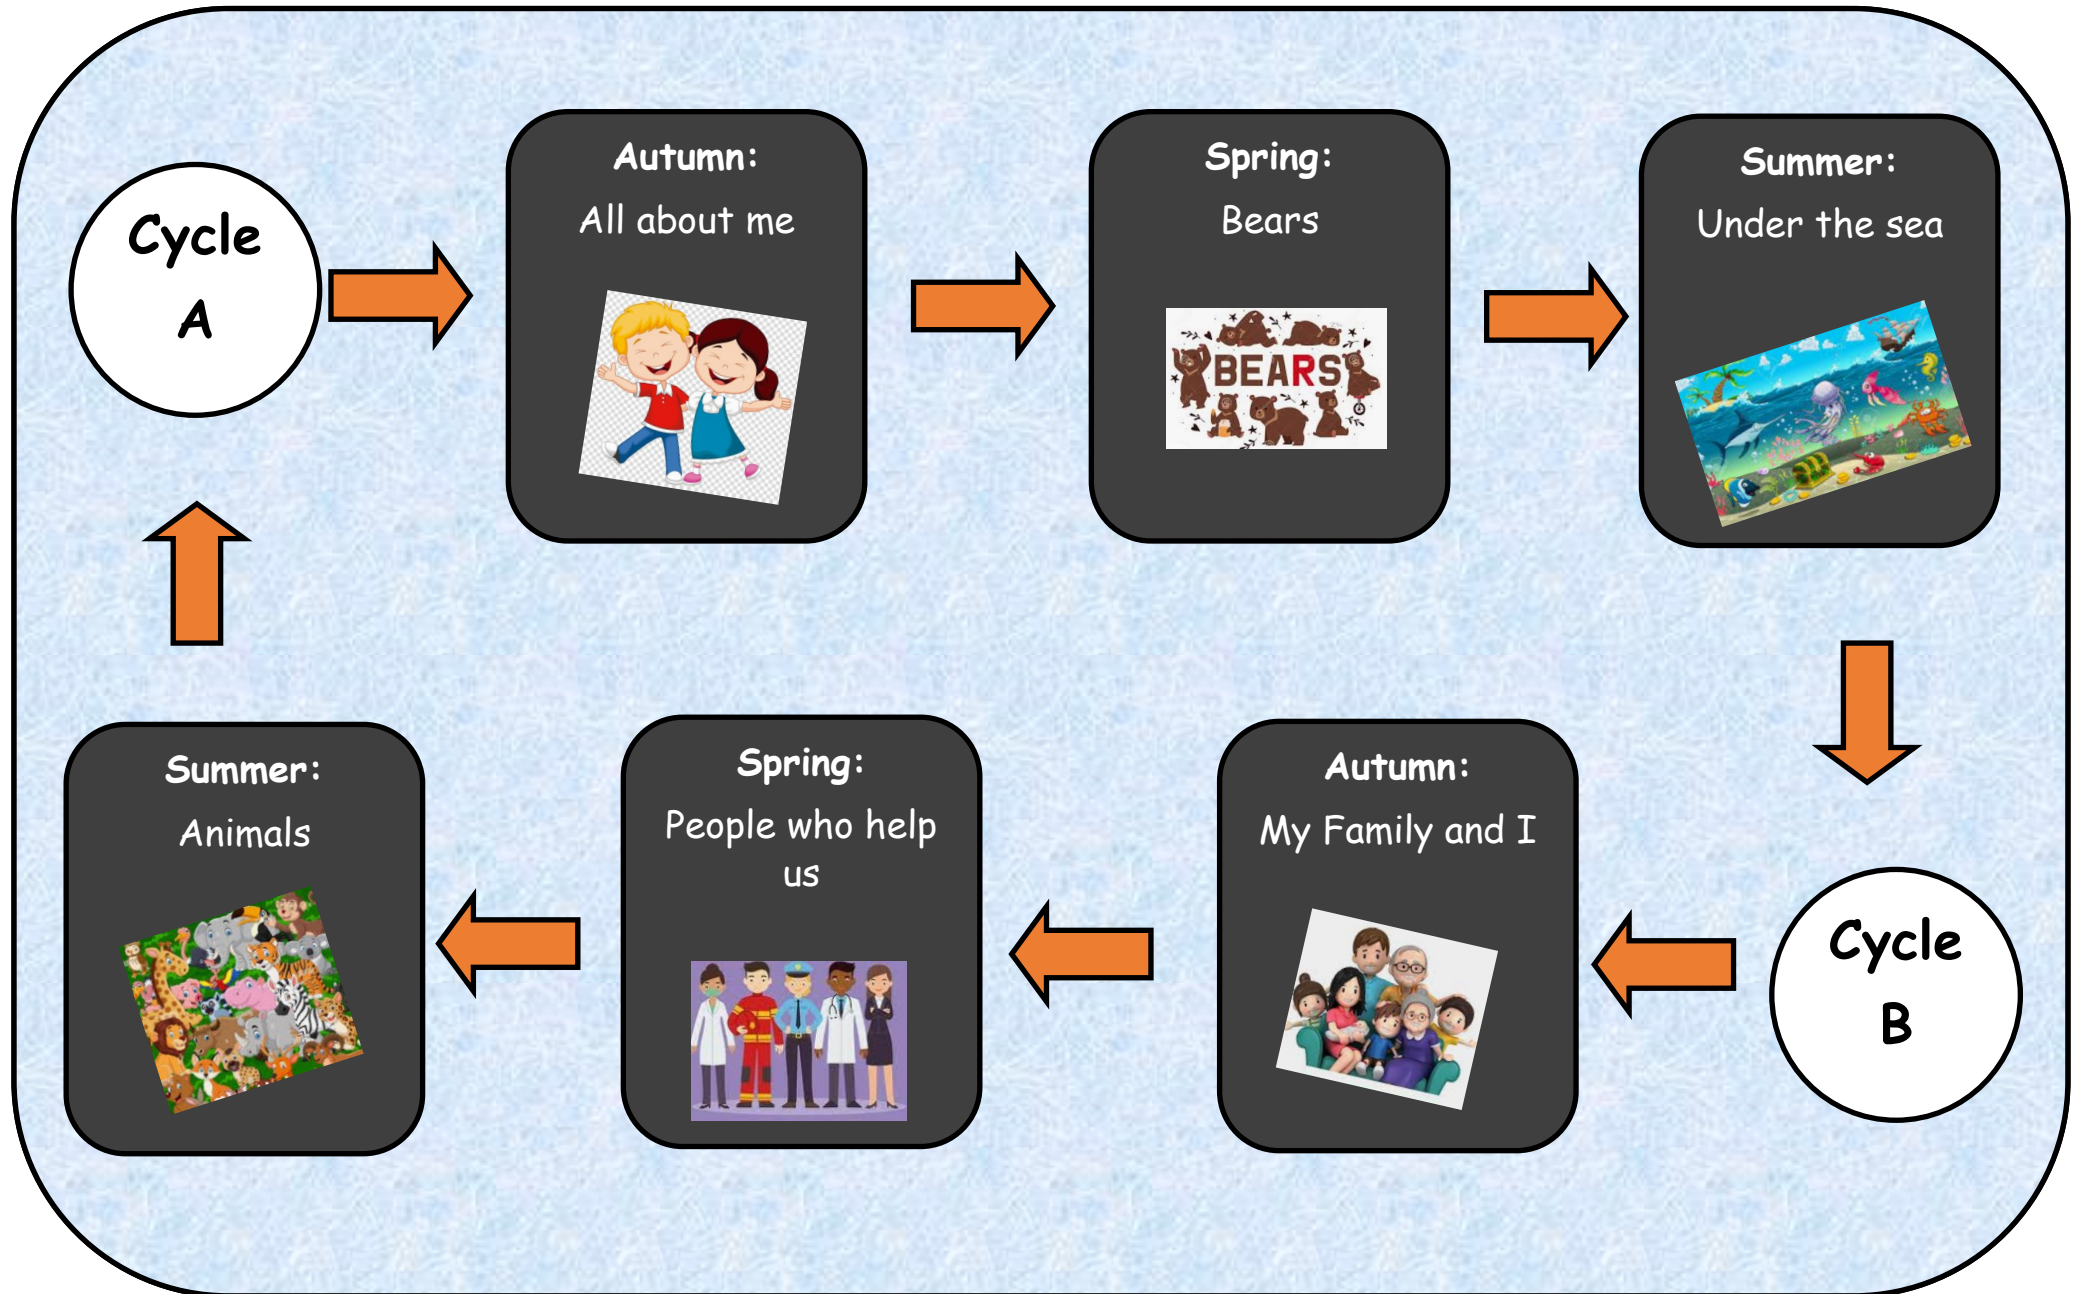 Cycle
A
Autumn:
All about me
Spring:
Bears
BEARS
Summer:
Under the sea
Cycle
B
Autumn:
My Family and I
Spring:
People who help
us
Summer:
Animals